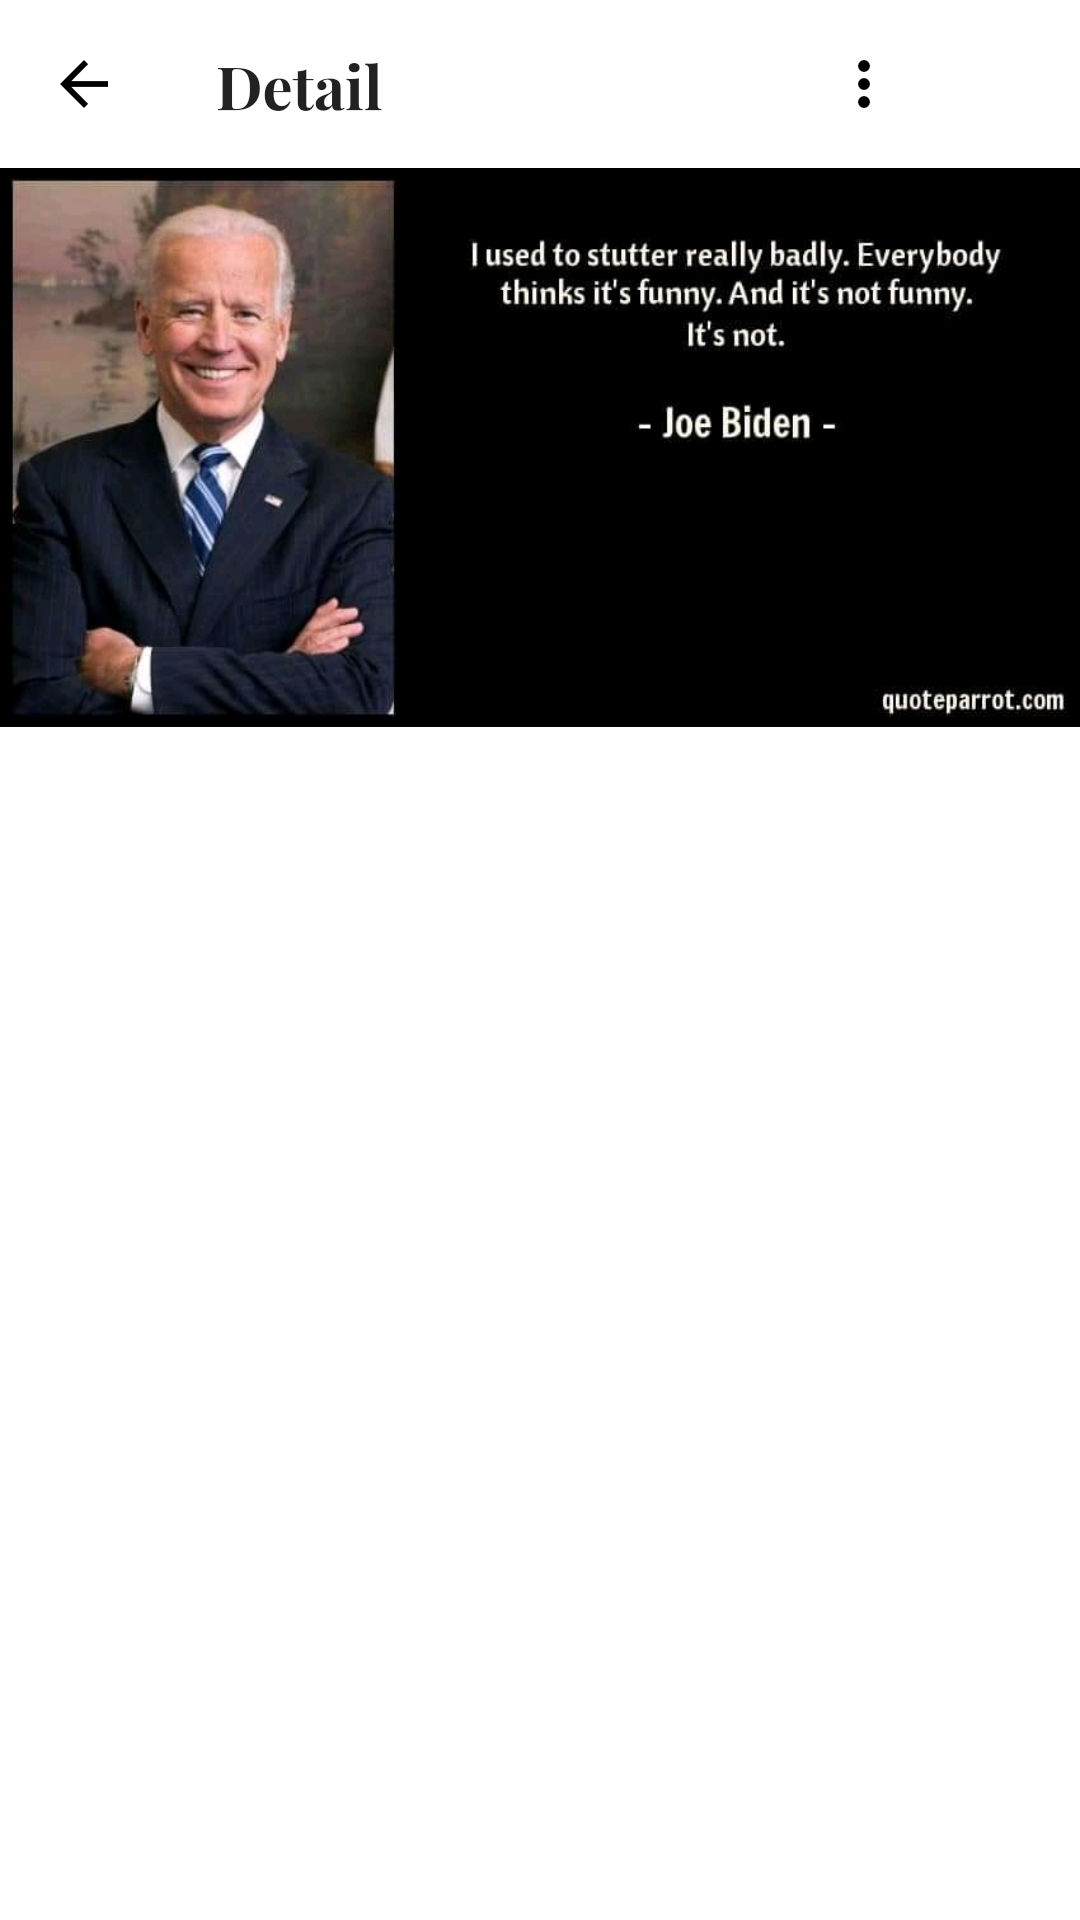 Detail
I used to stutter really badly. Everybody
thinks it's funny. And it's not funny.
It's not.
- Joe Biden -
quoteparrot.com